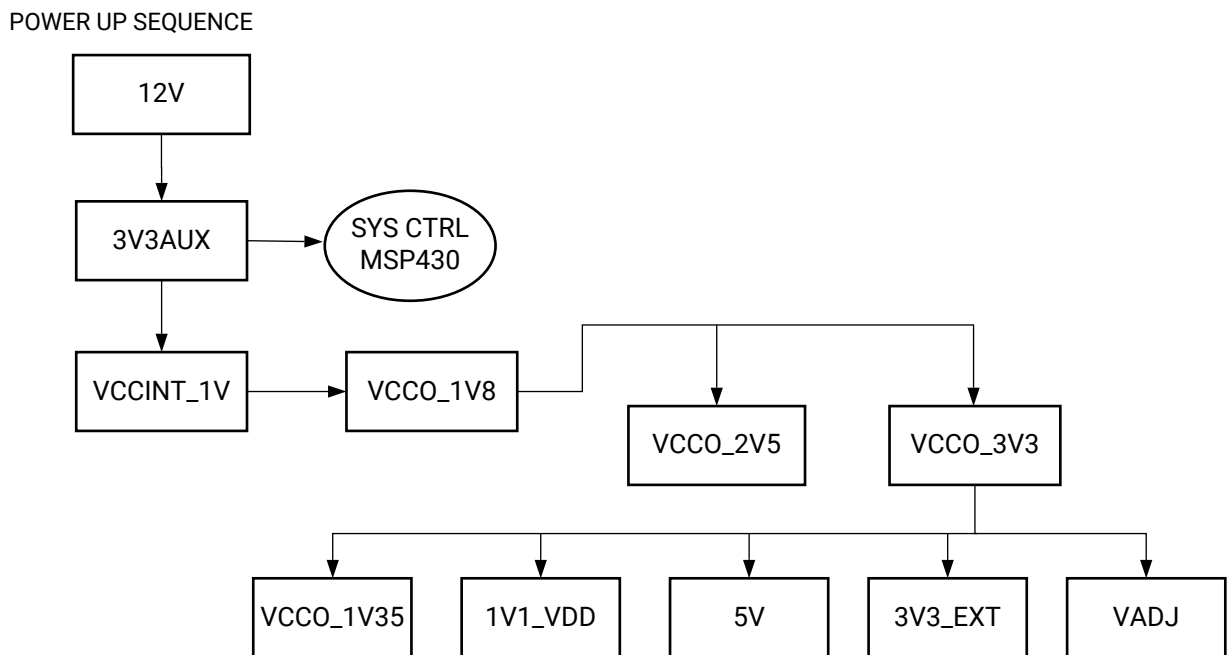 POWER UP SEQUENCE
12V
3V3AUX
SYS CTRL
MSP430
VCCINT_1V
VCCO_1V8
VCCO_2V5
VCCO_3V3
VCCO_1V35
1V1_VDD
5V
3V3_EXT
VADJ